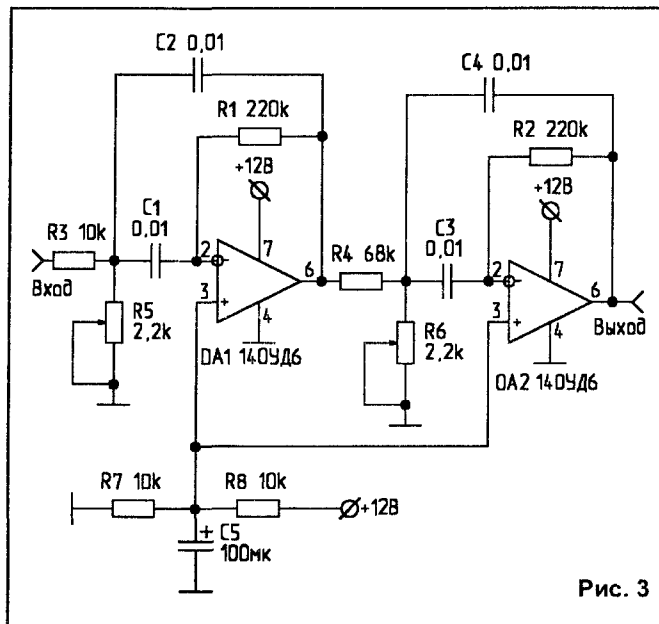 C2 0,01
C4 0,01
R1 220k
R2 220k
+12В
+12В
C1
0,01
C3
0,01
R3 10k
2
7
6
R4 68k
2
7
6
Вход
3
4
3
4
Выход
R5
2,2k
R6
2,2k
DA1 140УД6
DA2 140УД6
R7 10k
R8 10k
+12В
+
C5
100мк
Рис. 3